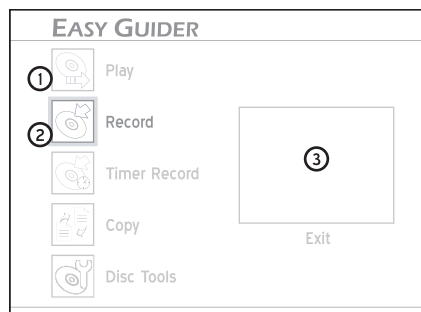 EASY GUIDER
1
Play
2
Record
3
Timer Record
Copy
Exit
Disc Tools